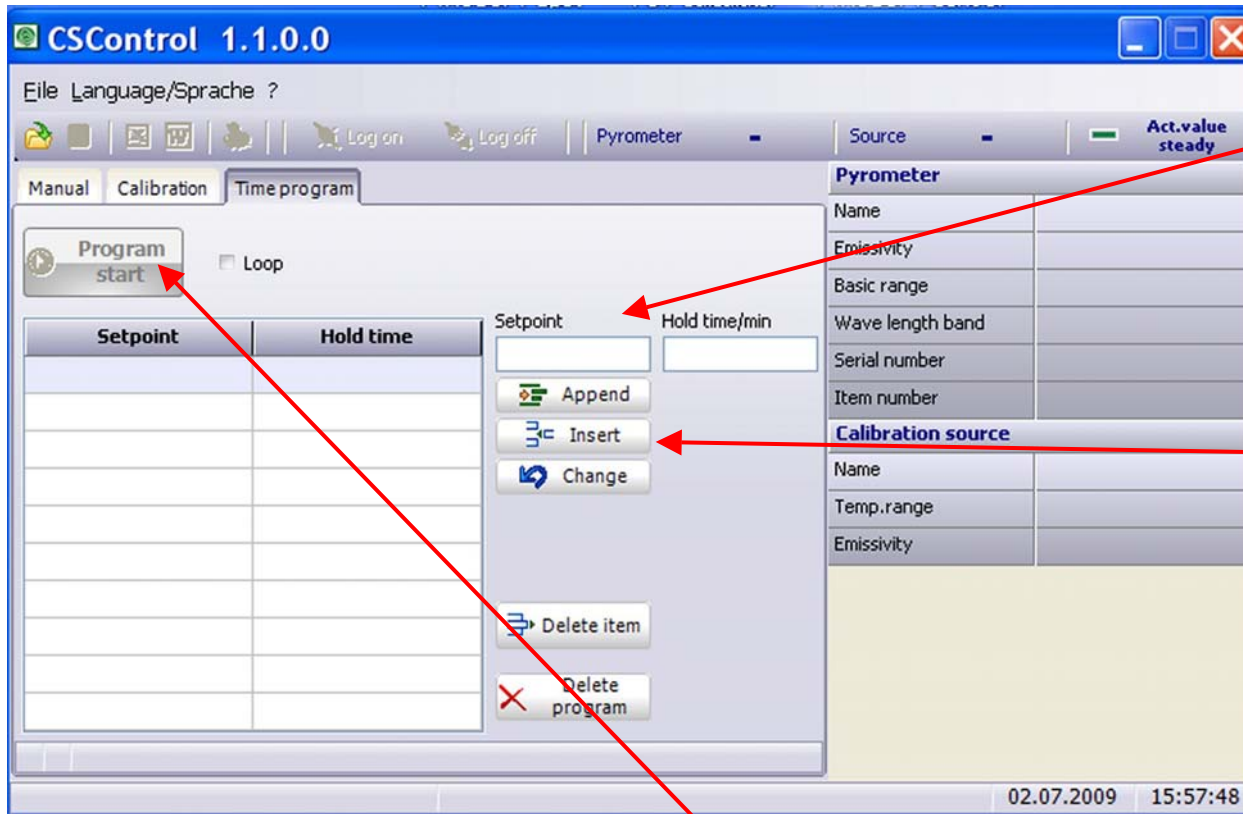 CSControl 1.1.0.0
File Language/Sprache ?
Log on Log off Pyrometer - Source - Act.value steady
Manual Calibration Time program
Program start
Loop
Setpoint Hold time
Setpoint Hold time/min
Append
Insert
Change
Delete item
Delete program
Pyrometer
Name
Emissivity
Basic range
Wave length band
Serial number
Item number
Calibration source
Name
Temp.range
Emissivity
02.07.2009 15:57:48